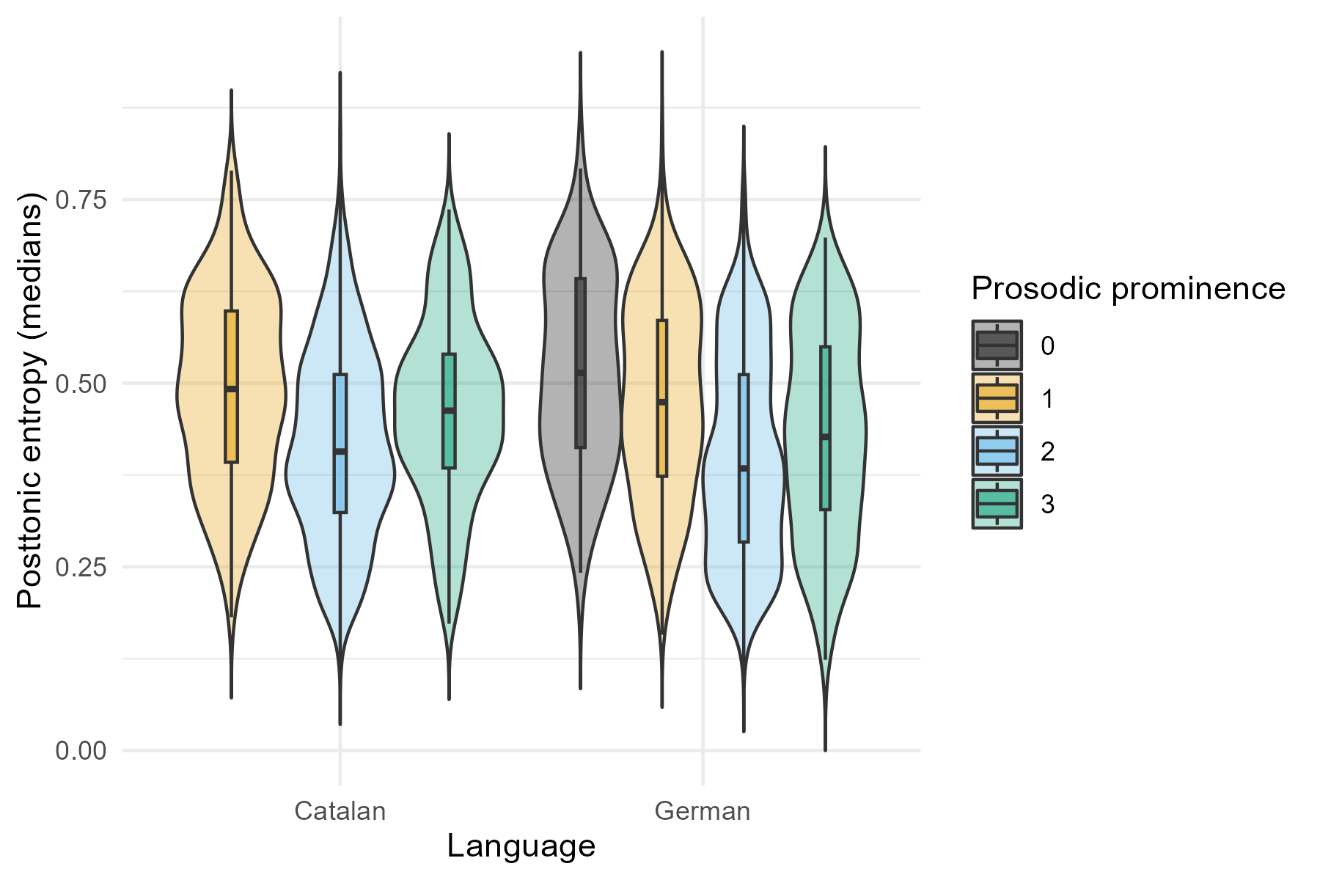 Posttonic entropy (medians)
0.75
0.50
0.25
0.00
Catalan
German
Language
Prosodic prominence
0
1
2
3